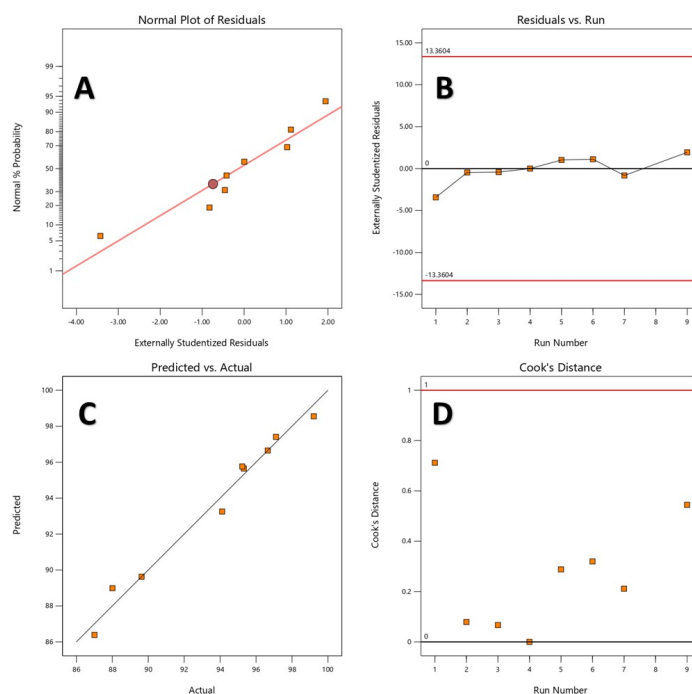 Normal Plot of Residuals
A
Normal % Probability
99
95
90
80
70
50
30
20
10
5
1
-4.00 -3.00 -2.00 -1.00 0.00 1.00 2.00
Externally Studentized Residuals
Residuals vs. Run
B
Externally Studentized Residuals
15.00
13.3604
10.00
5.00
0
0.00
-5.00
-10.00
-13.3604
-15.00
1 2 3 4 5 6 7 8 9
Run Number
Predicted vs. Actual
C
Predicted
100
98
96
94
92
90
88
86
86 88 90 92 94 96 98 100
Actual
Cook's Distance
D
Cook's Distance
1
1
0.8
0.6
0.4
0.2
0
0
1 2 3 4 5 6 7 8 9
Run Number